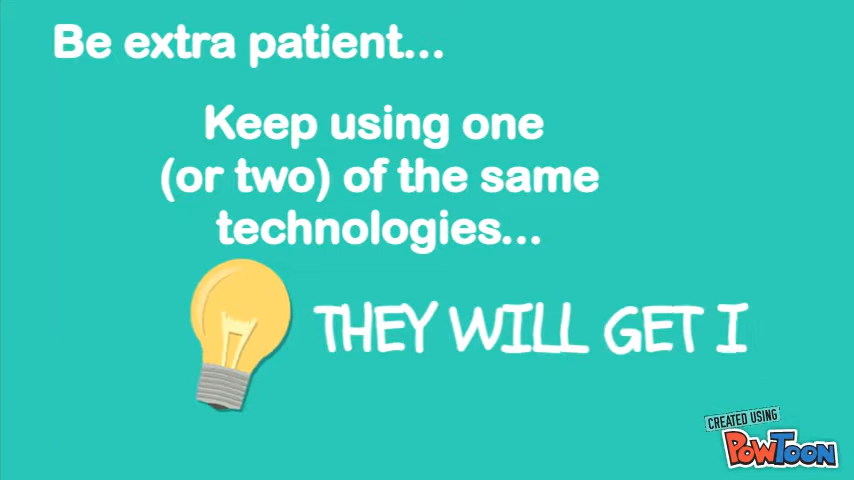 Be extra patient...
Keep using one
(or two) of the same
technologies...
THEY WILL GET I
CREATED USING
POWTOON